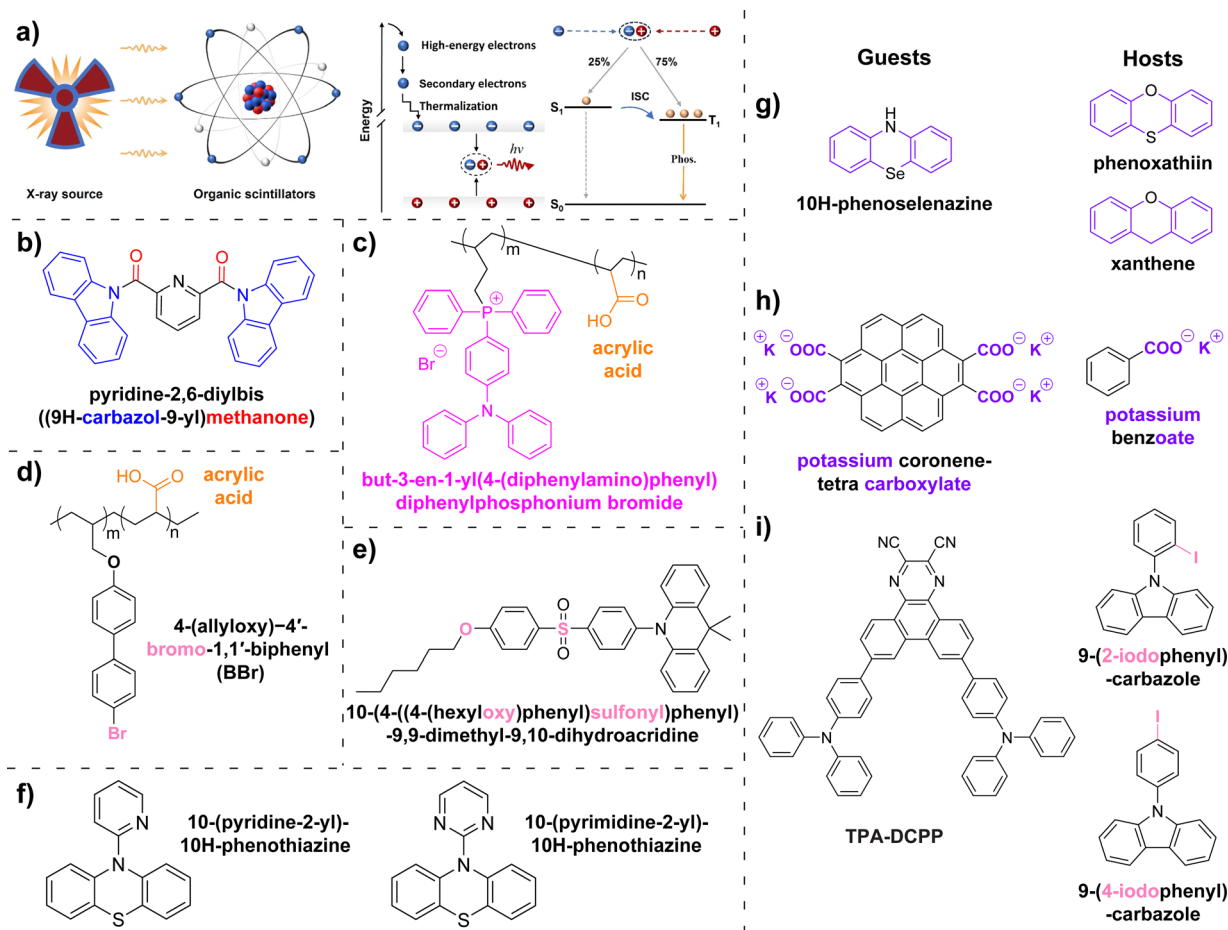 a)
X-ray source
Organic scintillators
Energy
High-energy electrons
Secondary electrons
Thermalization
hν
25%
75%
S1
ISC
T1
Phos.
S0
b)
O
O
N
N
N
pyridine-2,6-diylbis
((9H-carbazol-9-yl)methanone)
c)
m
n
O
HO
P
⊕
Br⊖
N
acrylic
acid
but-3-en-1-yl(4-(diphenylamino)phenyl)
diphenylphosphonium bromide
d)
HO
O
acrylic
acid
m
n
O
Br
4-(allyloxy)−4′-
bromo-1,1′-biphenyl
(BBr)
e)
O
O
S
O
N
10-(4-((4-(hexyloxy)phenyl)sulfonyl)phenyl)
-9,9-dimethyl-9,10-dihydroacridine
f)
N
N
S
10-(pyridine-2-yl)-
10H-phenothiazine
N
N
N
S
10-(pyrimidine-2-yl)-
10H-phenothiazine
Guests
Hosts
g)
H
N
Se
10H-phenoselenazine
O
S
phenoxathiin
O
xanthene
h)
⊕K ⊖OOC
COO⊖ K⊕
⊕K ⊖OOC
COO⊖ K⊕
potassium coronene-
tetra carboxylate
COO⊖ K⊕
potassium
benzoate
i)
NC
CN
N
N
N
N
TPA-DCPP
I
N
9-(2-iodophenyl)
-carbazole
I
N
9-(4-iodophenyl)
-carbazole